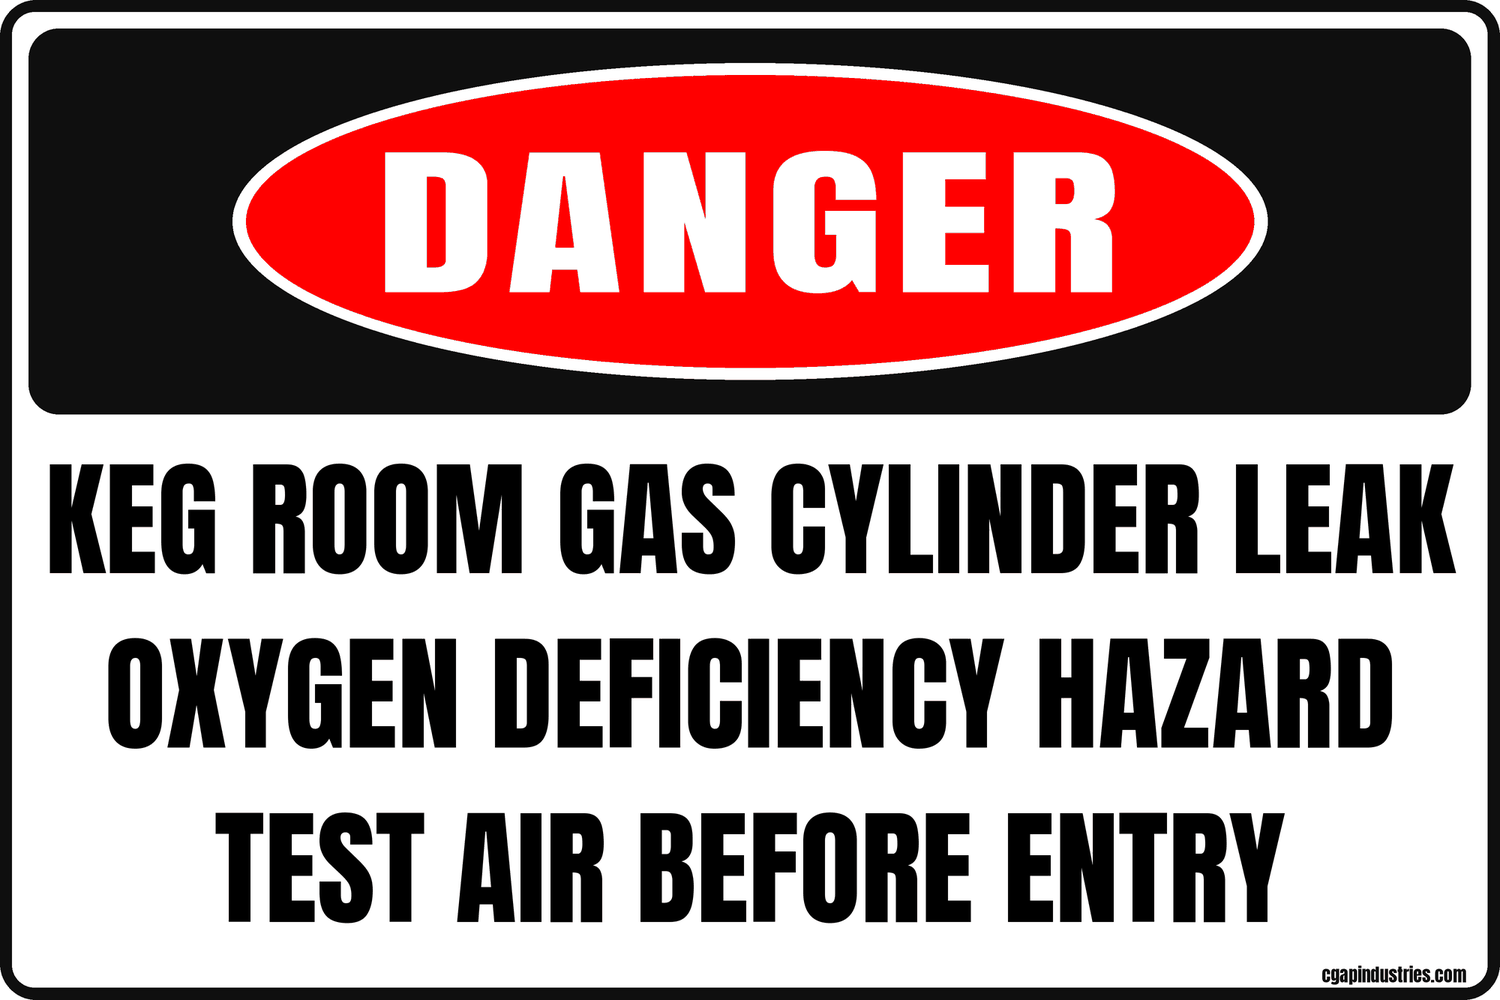 DANGER
KEG ROOM GAS CYLINDER LEAK
OXYGEN DEFICIENCY HAZARD
TEST AIR BEFORE ENTRY
cgapindustries.com